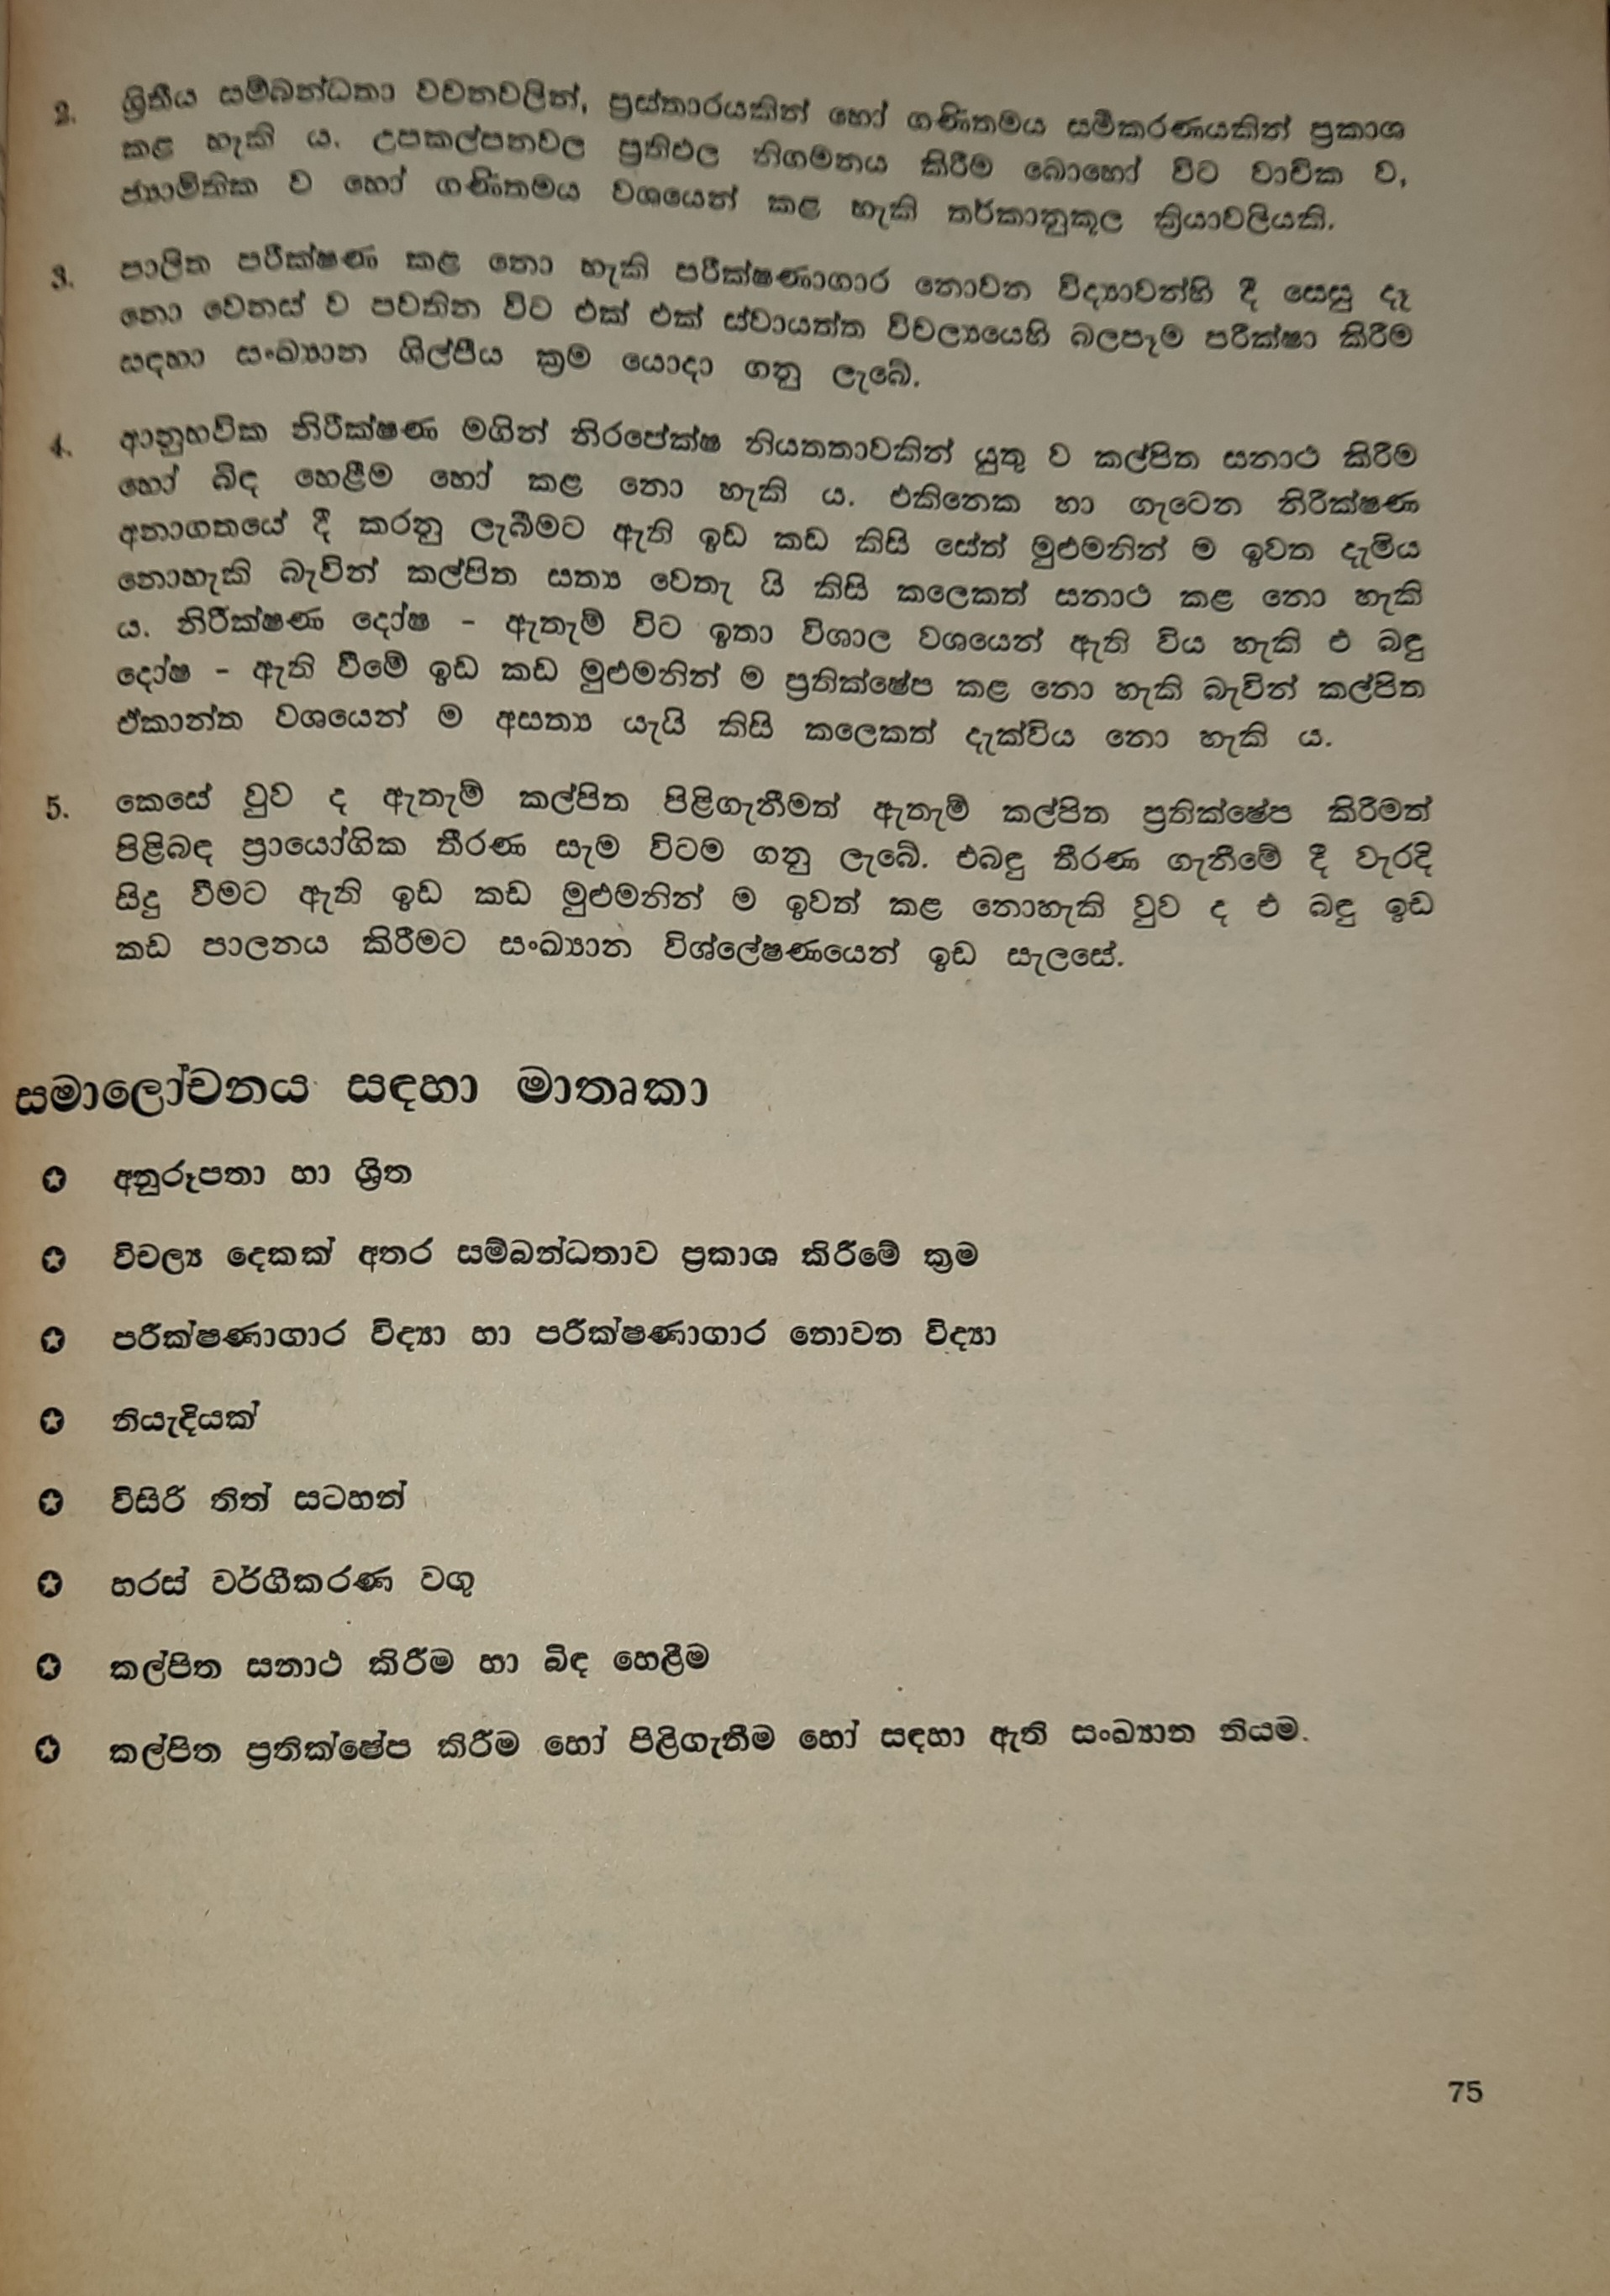 2. ශ්‍රිතීය සම්බන්ධතා වචනවලින්, ප්‍රස්තාරයකින් හෝ ගණිතමය සමීකරණයකින් ප්‍රකාශ
කළ හැකි ය. උපකල්පනවල ප්‍රතිඵල නිගමනය කිරීම බොහෝ විට වාචික ව,
ජ්‍යාමිතික ව හෝ ගණිතමය වශයෙන් කළ හැකි තර්කානුකූල ක්‍රියාවලියකි.
3. පාලිත පරීක්ෂණ කළ නො හැකි පරීක්ෂණාගාර නොවන විද්‍යාවන්හි දී සෙසු දෑ
නො වෙනස් ව පවතින විට එක් එක් ස්වායත්ත විචල්‍යයෙහි බලපෑම පරීක්ෂා කිරීම
සඳහා සංඛ්‍යාන ශිල්පීය ක්‍රම යොදා ගනු ලැබේ.
4. ආනුභවික නිරීක්ෂණ මගින් නිරපේක්ෂ නියතතාවකින් යුතු ව කල්පිත සනාථ කිරීම
හෝ බිඳ හෙළීම හෝ කළ නො හැකි ය. එකිනෙක හා ගැටෙන නිරීක්ෂණ
අනාගතයේ දී කරනු ලැබීමට ඇති ඉඩ කඩ කිසි සේත් මුළුමනින් ම ඉවත දැමිය
නොහැකි බැවින් කල්පිත සත්‍ය වෙතැ යි කිසි කලෙකත් සනාථ කළ නො හැකි
ය. නිරීක්ෂණ දෝෂ - ඇතැම් විට ඉතා විශාල වශයෙන් ඇති විය හැකි එ බඳු
දෝෂ - ඇති වීමේ ඉඩ කඩ මුළුමනින් ම ප්‍රතික්ෂේප කළ නො හැකි බැවින් කල්පිත
ඒකාන්ත වශයෙන් ම අසත්‍ය යැයි කිසි කලෙකත් දැක්විය නො හැකි ය.
5. කෙසේ වුව ද ඇතැම් කල්පිත පිළිගැනීමත් ඇතැම් කල්පිත ප්‍රතික්ෂේප කිරීමත්
පිළිබඳ ප්‍රායෝගික තීරණ සැම විටම ගනු ලැබේ. එබඳු තීරණ ගැනීමේ දී වැරදි
සිදු වීමට ඇති ඉඩ කඩ මුළුමනින් ම ඉවත් කළ නොහැකි වුව ද එ බඳු ඉඩ
කඩ පාලනය කිරීමට සංඛ්‍යාන විශ්ලේෂණයෙන් ඉඩ සැලසේ.
සමාලෝචනය සඳහා මාතෘකා
✪ අනුරූපතා හා ශ්‍රිත
✪ විචල්‍ය දෙකක් අතර සම්බන්ධතාව ප්‍රකාශ කිරීමේ ක්‍රම
✪ පරීක්ෂණාගාර විද්‍යා හා පරීක්ෂණාගාර නොවන විද්‍යා
✪ නියැදියක්
✪ විසිරි තිත් සටහන්
✪ හරස් වර්ගීකරණ වගු
✪ කල්පිත සනාථ කිරීම හා බිඳ හෙළීම
✪ කල්පිත ප්‍රතික්ෂේප කිරීම හෝ පිළිගැනීම හෝ සඳහා ඇති සංඛ්‍යාන නියම.
75